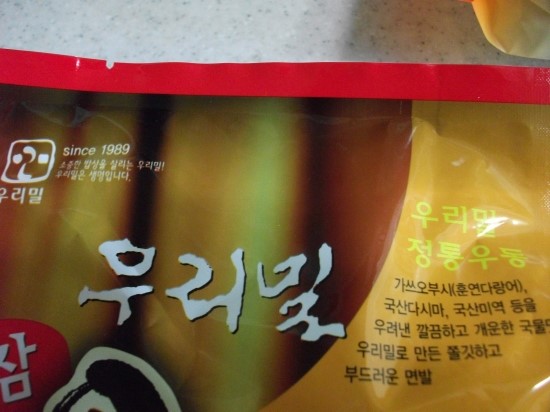 since 1989
소중한 밥상을 살리는 우리밀!
우리밀은 생명입니다.
우리밀
우리밀
정통우동
우리밀
가쓰오부시(훈연다랑어),
국산다시마, 국산미역 등을
우려낸 깔끔하고 개운한 국물맛
우리밀로 만든 쫄깃하고
부드러운 면발
삼